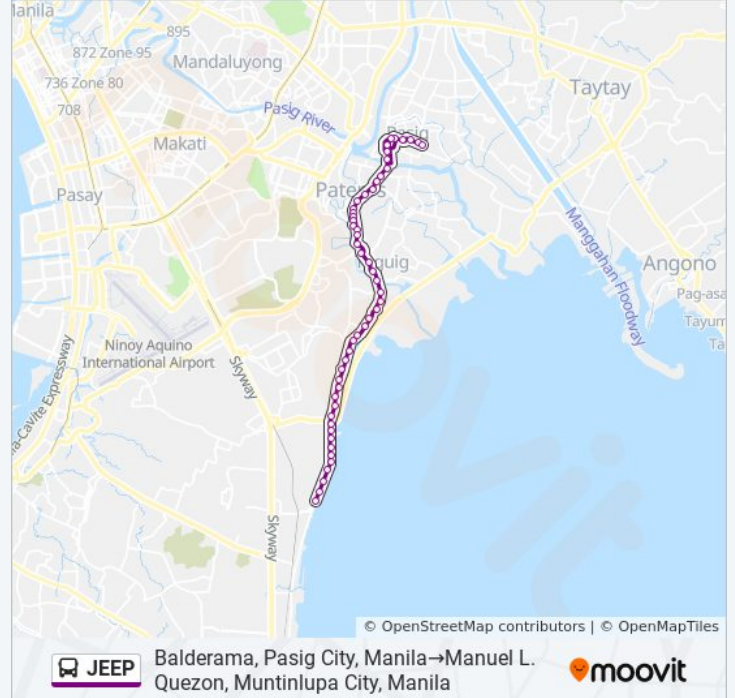 anila
895
872 Zone 95
Mandaluyong
736 Zone 80
Taytay
708
Pasig River
Pasig
Makati
Pateros
Pasay
Manggahan Floodway
Taguig
Angono
Pag-asa
Tayum
Ta
Ninoy Aquino
International Airport
Skyway
a-Cavite Expressway
Skyway
© OpenStreetMap contributors | © OpenMapTiles
JEEP
Balderama, Pasig City, Manila→Manuel L.
Quezon, Muntinlupa City, Manila
moovit